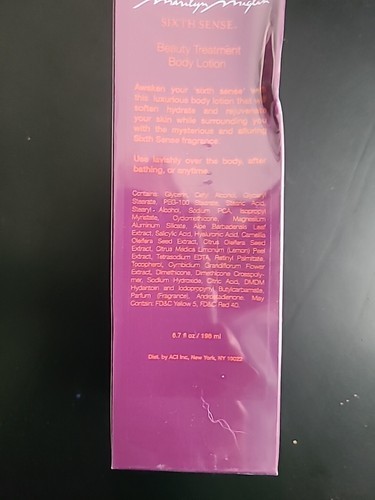 Marilyn Miglin
SIXTH SENSE.
Beauty Treatment
Body Lotion
Awaken your 'sixth sense' with
this luxurious body lotion that will
soften hydrate and rejuvenate
your skin while surrounding you
with the mysterious and alluring
Sixth Sense fragrance.
Use lavishly over the body, after
bathing, or anytime.
Contains: Glycerin, Cetyl Alcohol, Glyceryl
Stearate, PEG-100 Stearate, Stearic Acid,
Stearyl Alcohol, Sodium PCA, Isopropyl
Myristate, Cyclomethicone, Magnesium
Aluminum Silicate, Aloe Barbadensis Leaf
Extract, Salicylic Acid, Hyaluronic Acid, Camellia
Oleifera Seed Extract, Citrus Oleifera Seed
Extract, Citrus Medica Limonum (Lemon) Peel
Extract, Tetrasodium EDTA, Retinyl Palmitate,
Tocopherol, Cymbidium Grandiflorum Flower
Extract, Dimethicone, Dimethicone Crosspoly-
mer, Sodium Hydroxide, Citric Acid, DMDM
Hydantoin and Iodopropynyl Butylcarbamate,
Parfum (Fragrance), Androstadienone. May
Contain: FD&C Yellow 5, FD&C Red 40.
6.7 fl oz / 198 ml
Dist. by ACI Inc, New York, NY 10022